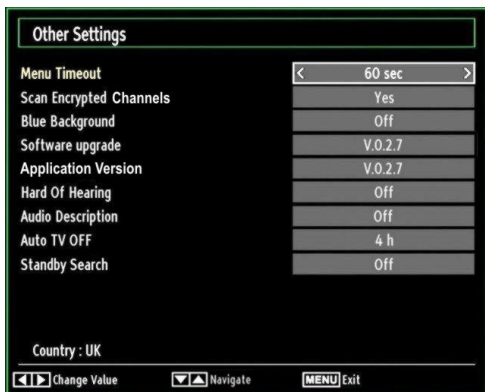 Other Settings
Menu Timeout < 60 sec >
Scan Encrypted Channels Yes
Blue Background Off
Software upgrade V.0.2.7
Application Version V.0.2.7
Hard Of Hearing Off
Audio Description Off
Auto TV OFF 4 h
Standby Search Off
Country : UK
Change Value Navigate MENU Exit